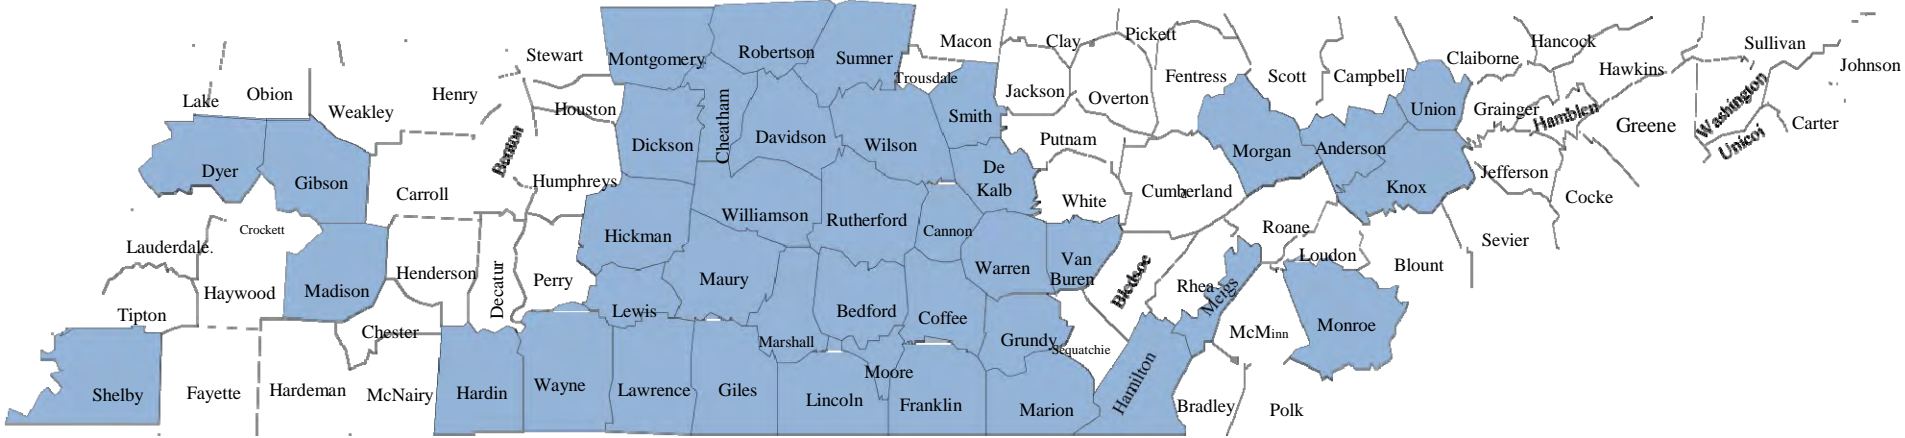 Pickett
Macon
Clay
Hancock
Sullivan
Stewart
Montgomery
Robertson
Sumner
Claiborne
Trousdale
Fentress
Scott
Campbell
Hawkins
Johnson
Lake
Obion
Henry
Jackson
Overton
Weakley
Houston
Cheatham
Smith
Union
Grainger
Hamblen
Greene
Washington
Carter
Unicoi
Benton
Dickson
Davidson
Wilson
Putnam
Morgan
Anderson
Dyer
Gibson
Carroll
Humphreys
De
Kalb
White
Cumberland
Knox
Jefferson
Cocke
Crockett
Williamson
Rutherford
Cannon
Roane
Sevier
Lauderdale.
Hickman
Loudon
Blount
Henderson
Decatur
Perry
Maury
Warren
Van
Buren
Bledsoe
Rhea
Meigs
Haywood
Madison
Tipton
Lewis
Bedford
Coffee
Chester
Marshall
Grundy
Sequatchie
McMinn
Monroe
Shelby
Fayette
Hardeman
McNairy
Hardin
Wayne
Lawrence
Giles
Moore
Lincoln
Franklin
Marion
Hamilton
Bradley
Polk